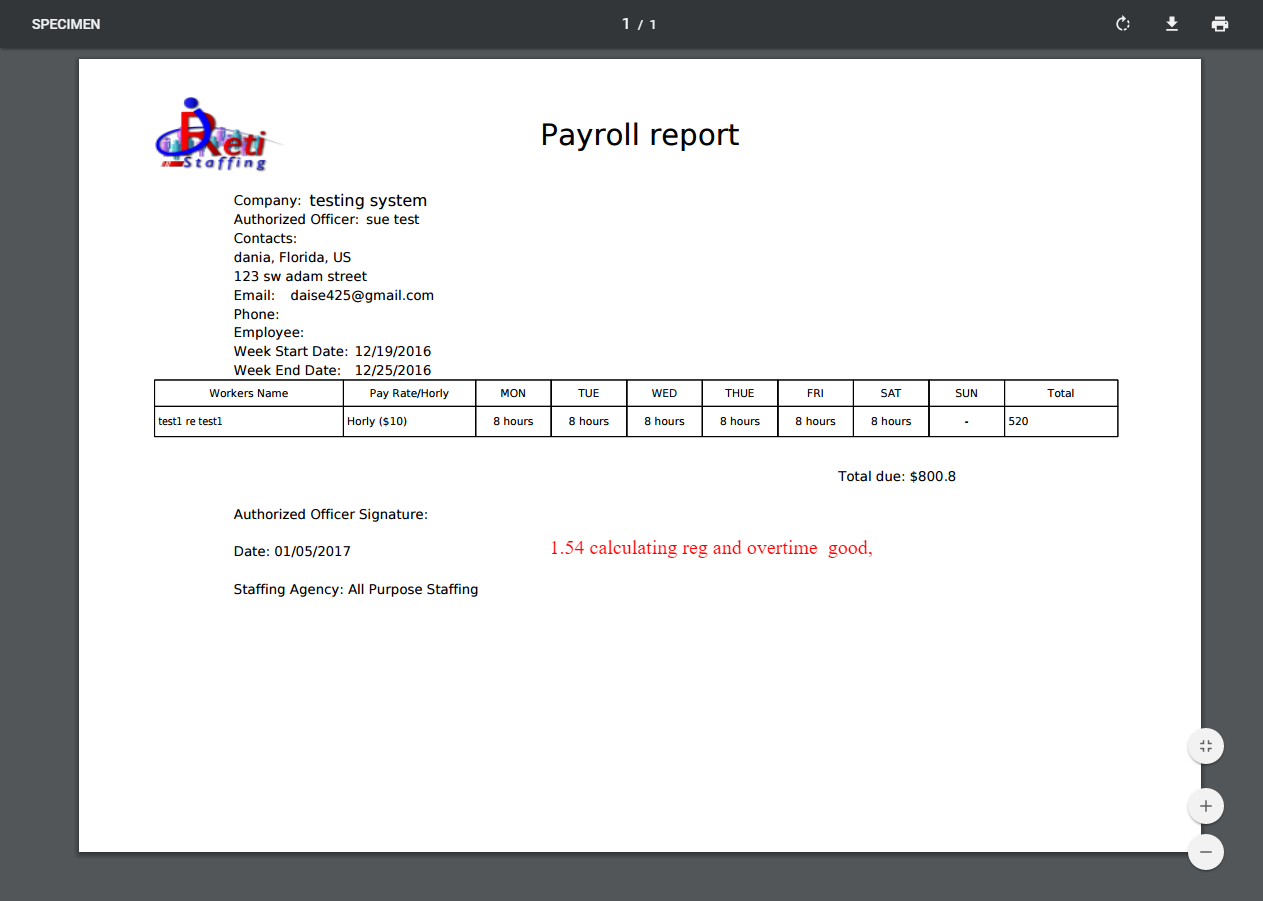 SPECIMEN
1 / 1
Reti
Staffing
Payroll report
Company: testing system
Authorized Officer: sue test
Contacts:
dania, Florida, US
123 sw adam street
Email: daise425@gmail.com
Phone:
Employee:
Week Start Date: 12/19/2016
Week End Date: 12/25/2016
Workers Name Pay Rate/Horly MON TUE WED THUE FRI SAT SUN Total
test1 re test1 Horly ($10) 8 hours 8 hours 8 hours 8 hours 8 hours 8 hours - 520
Total due: $800.8
Authorized Officer Signature:
Date: 01/05/2017
1.54 calculating reg and overtime good,
Staffing Agency: All Purpose Staffing